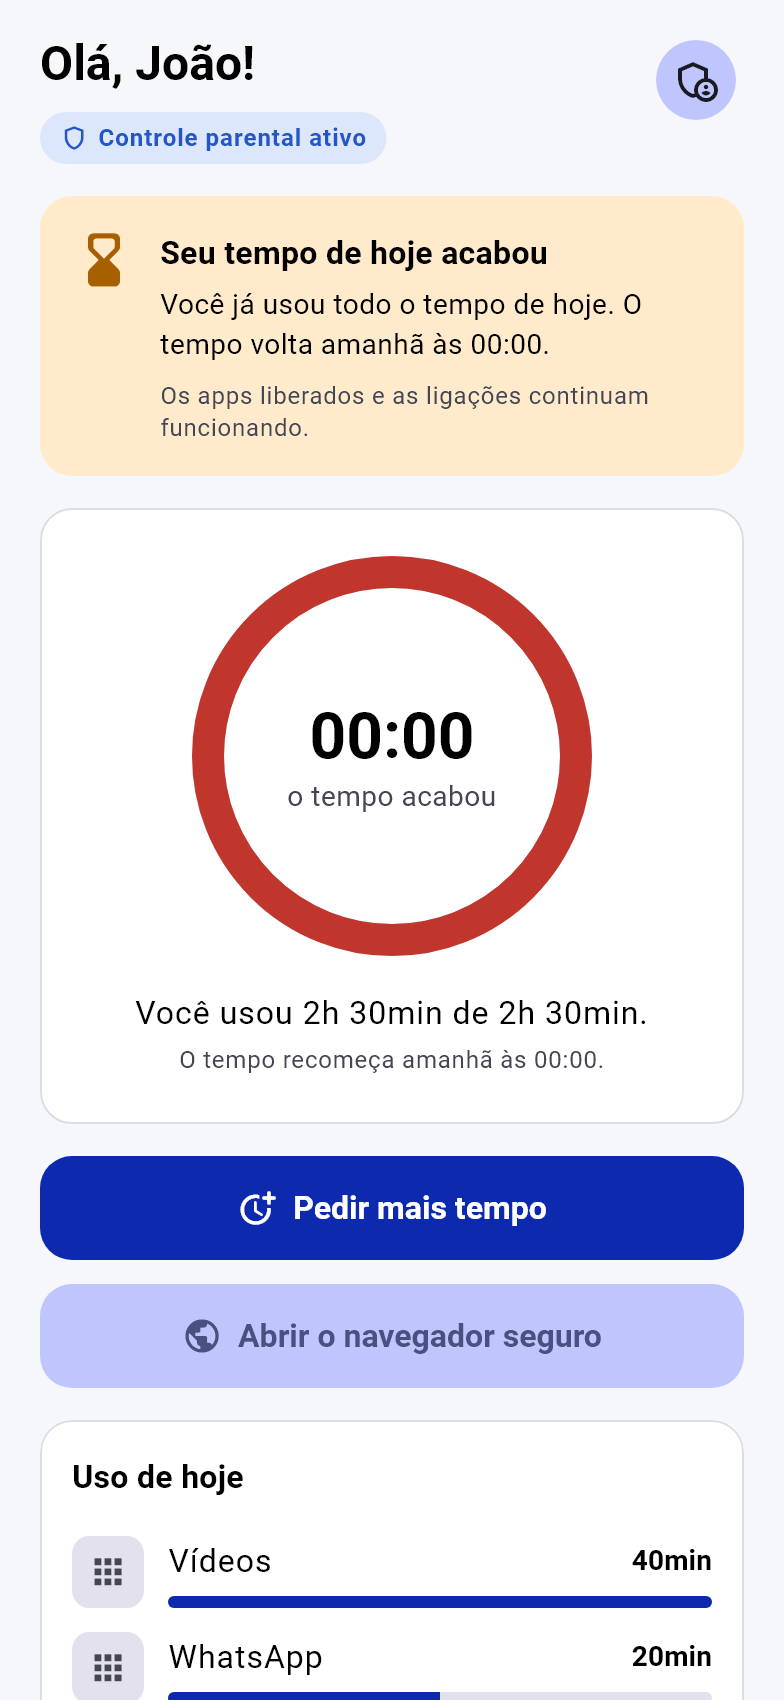 Olá, João!
Controle parental ativo
Seu tempo de hoje acabou
Você já usou todo o tempo de hoje. O
tempo volta amanhã às 00:00.
Os apps liberados e as ligações continuam
funcionando.
00:00
o tempo acabou
Você usou 2h 30min de 2h 30min.
O tempo recomeça amanhã às 00:00.
Pedir mais tempo
Abrir o navegador seguro
Uso de hoje
Vídeos 40min
WhatsApp 20min